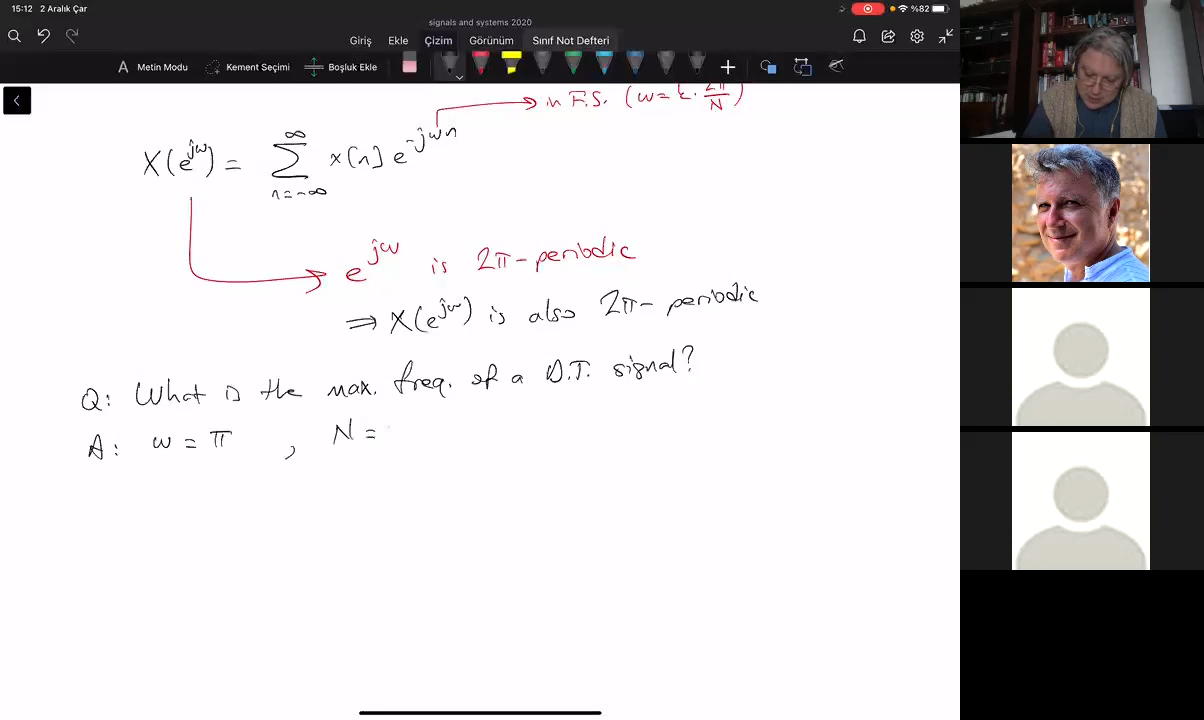 15:12 2 Aralık Çar
%82
signals and systems 2020
Giriş Ekle Çizim Görünüm Sınıf Not Defteri
Metin Modu Kement Seçimi Boşluk Ekle
in F.S. (ω = k. 2π/N)
X(e^{jω}) = ∑_{n=-∞}^{∞} x[n] e^{-jωn}
e^{jω} is 2π-periodic
⇒ X(e^{jω}) is also 2π-periodic
Q: What is the max. freq. of a D.T. signal?
A: ω = π , N =